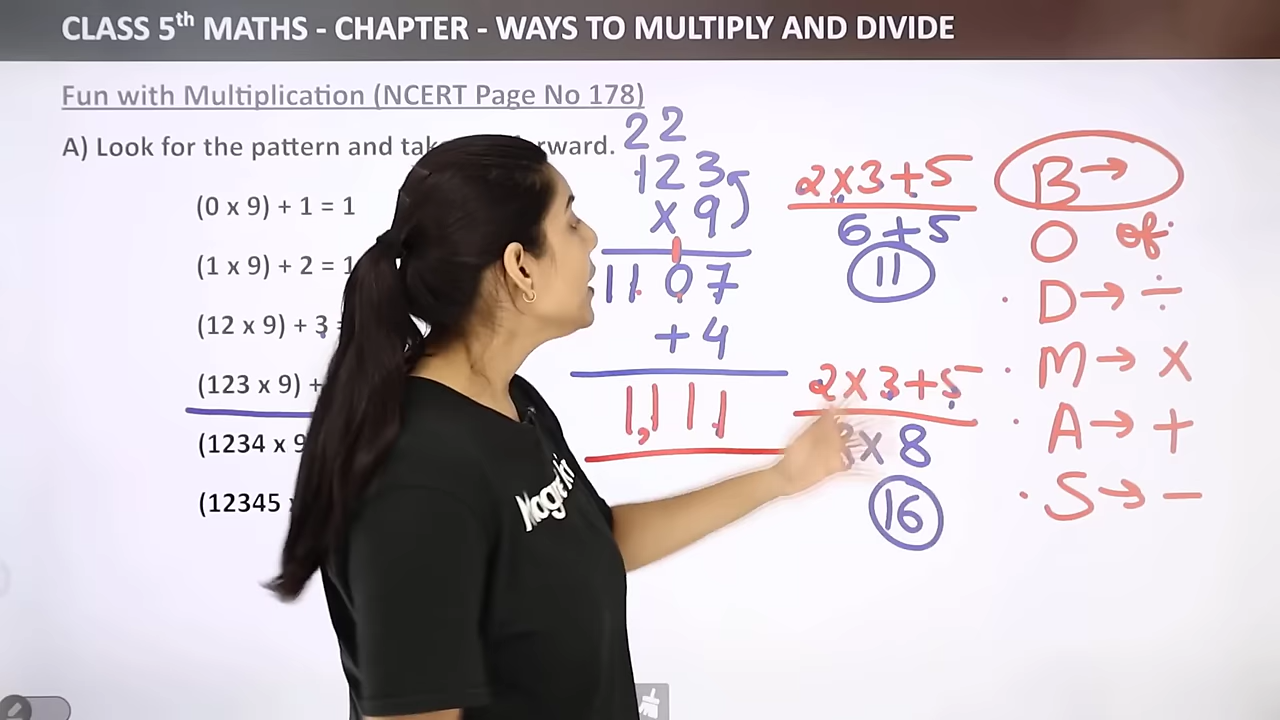 CLASS 5th MATHS - CHAPTER - WAYS TO MULTIPLY AND DIVIDE
Fun with Multiplication (NCERT Page No 178)
A) Look for the pattern and rward.
(0 x 9) + 1 = 1
(1 x 9) + 2 = 1
(12 x 9) + 3
(123 x 9) +
(1234 x 9
(12345
22
123
x 9
1107
+ 4
1,111
2x3+5
6+5
11
2x3+5
x 8
16
B→
O of
D→ ÷
M→ X
A→ +
S→ −